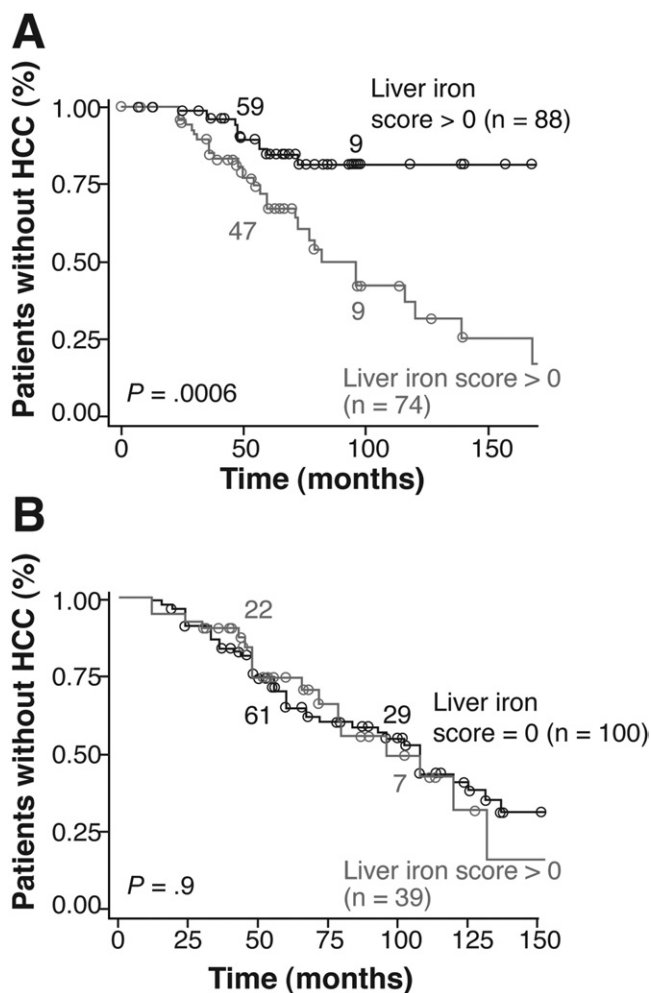 A
Patients without HCC (%)
1.00
0.75
0.50
0.25
0.00
59
9
Liver iron
score > 0 (n = 88)
47
9
Liver iron score > 0
(n = 74)
P = .0006
0 50 100 150
Time (months)
B
Patients without HCC (%)
1.00
0.75
0.50
0.25
0.00
22
61
29
7
Liver iron
score = 0 (n = 100)
Liver iron score > 0
(n = 39)
P = .9
0 25 50 75 100 125 150
Time (months)